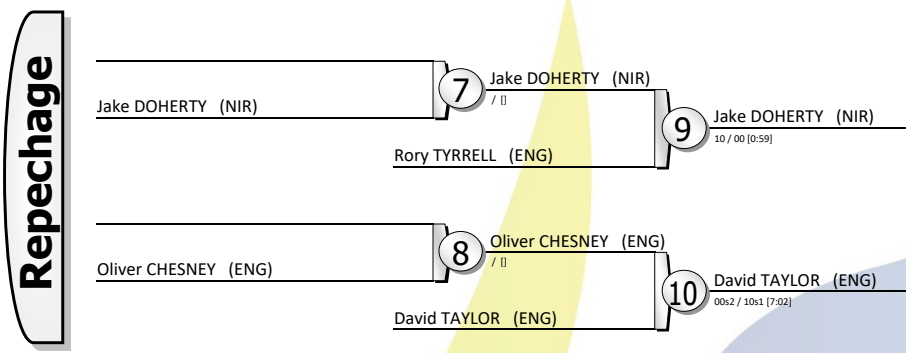 Repechage
Jake DOHERTY (NIR)
7
Jake DOHERTY (NIR)
/ []
Rory TYRRELL (ENG)
9
Jake DOHERTY (NIR)
10 / 00 [0:59]
Oliver CHESNEY (ENG)
8
Oliver CHESNEY (ENG)
/ []
David TAYLOR (ENG)
10
David TAYLOR (ENG)
00s2 / 10s1 [7:02]